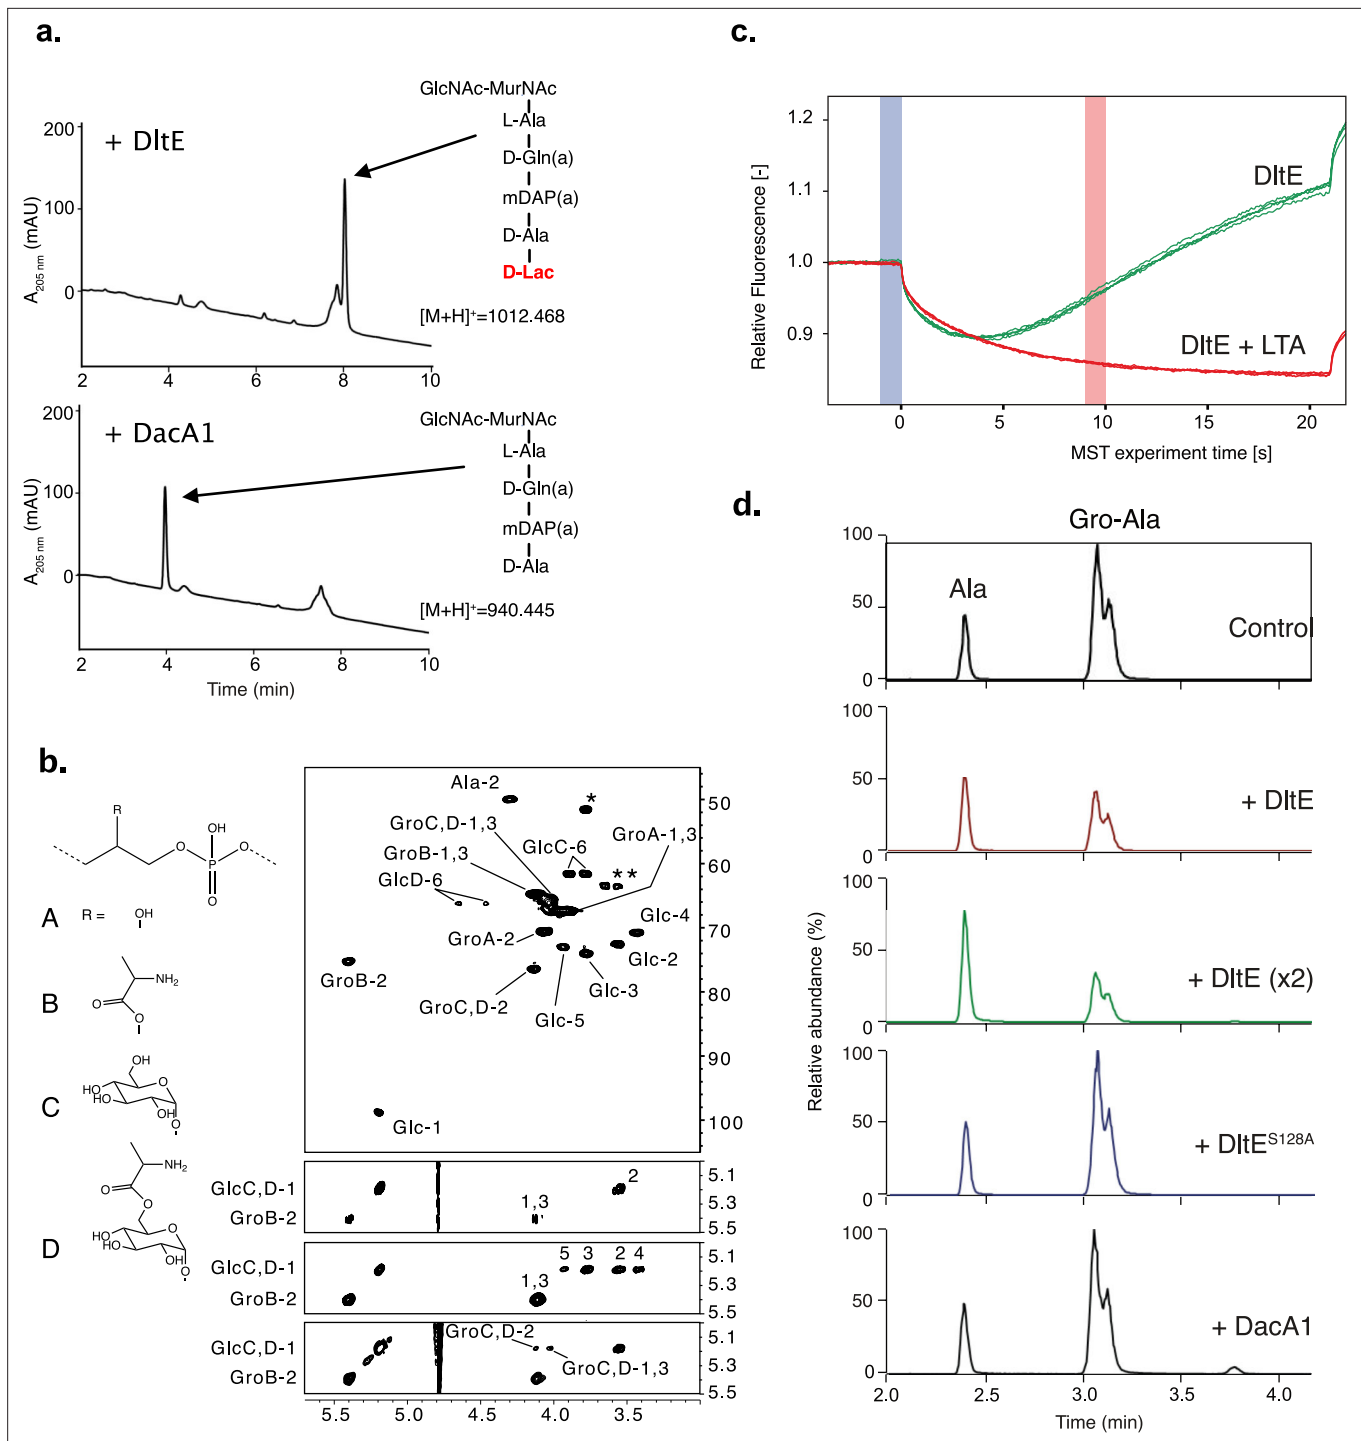 a.
+ DltE
GlcNAc-MurNAc
L-Ala
D-Gln(a)
mDAP(a)
D-Ala
D-Lac
[M+H]⁺=1012.468
A205 nm (mAU)
200
100
0
2 4 6 8 10
+ DacA1
GlcNAc-MurNAc
L-Ala
D-Gln(a)
mDAP(a)
D-Ala
[M+H]⁺=940.445
A205 nm (mAU)
200
100
0
2 4 6 8 10
Time (min)
b.
R
OH
O P O
O
A R = OH
B
NH2
O
O
C
OH
O
HO
HO
OH
O
D
NH2
O
O
O
HO
HO
OH
O
Ala-2
*
GroC,D-1,3
GroA-1,3
GlcC-6
GroB-1,3
GlcD-6
**
Glc-4
GroA-2
Glc-2
GroB-2
GroC,D-2
Glc-3
Glc-5
Glc-1
50
60
70
80
90
100
GlcC,D-1
GroB-2
2
1,3
5.1
5.3
5.5
GlcC,D-1
GroB-2
5 3 2 4
1,3
5.1
5.3
5.5
GlcC,D-1
GroB-2
GroC,D-2
GroC,D-1,3
5.1
5.3
5.5
5.5 5.0 4.5 4.0 3.5
c.
Relative Fluorescence [-]
1.2
1.1
1.0
0.9
DltE
DltE + LTA
0 5 10 15 20
MST experiment time [s]
d.
Gro-Ala
Ala
Control
100
50
0
+ DltE
100
50
0
+ DltE (x2)
100
50
0
+ DltE^S128A
100
50
0
+ DacA1
100
50
0
Relative abundance (%)
2.0 2.5 3.0 3.5 4.0
Time (min)